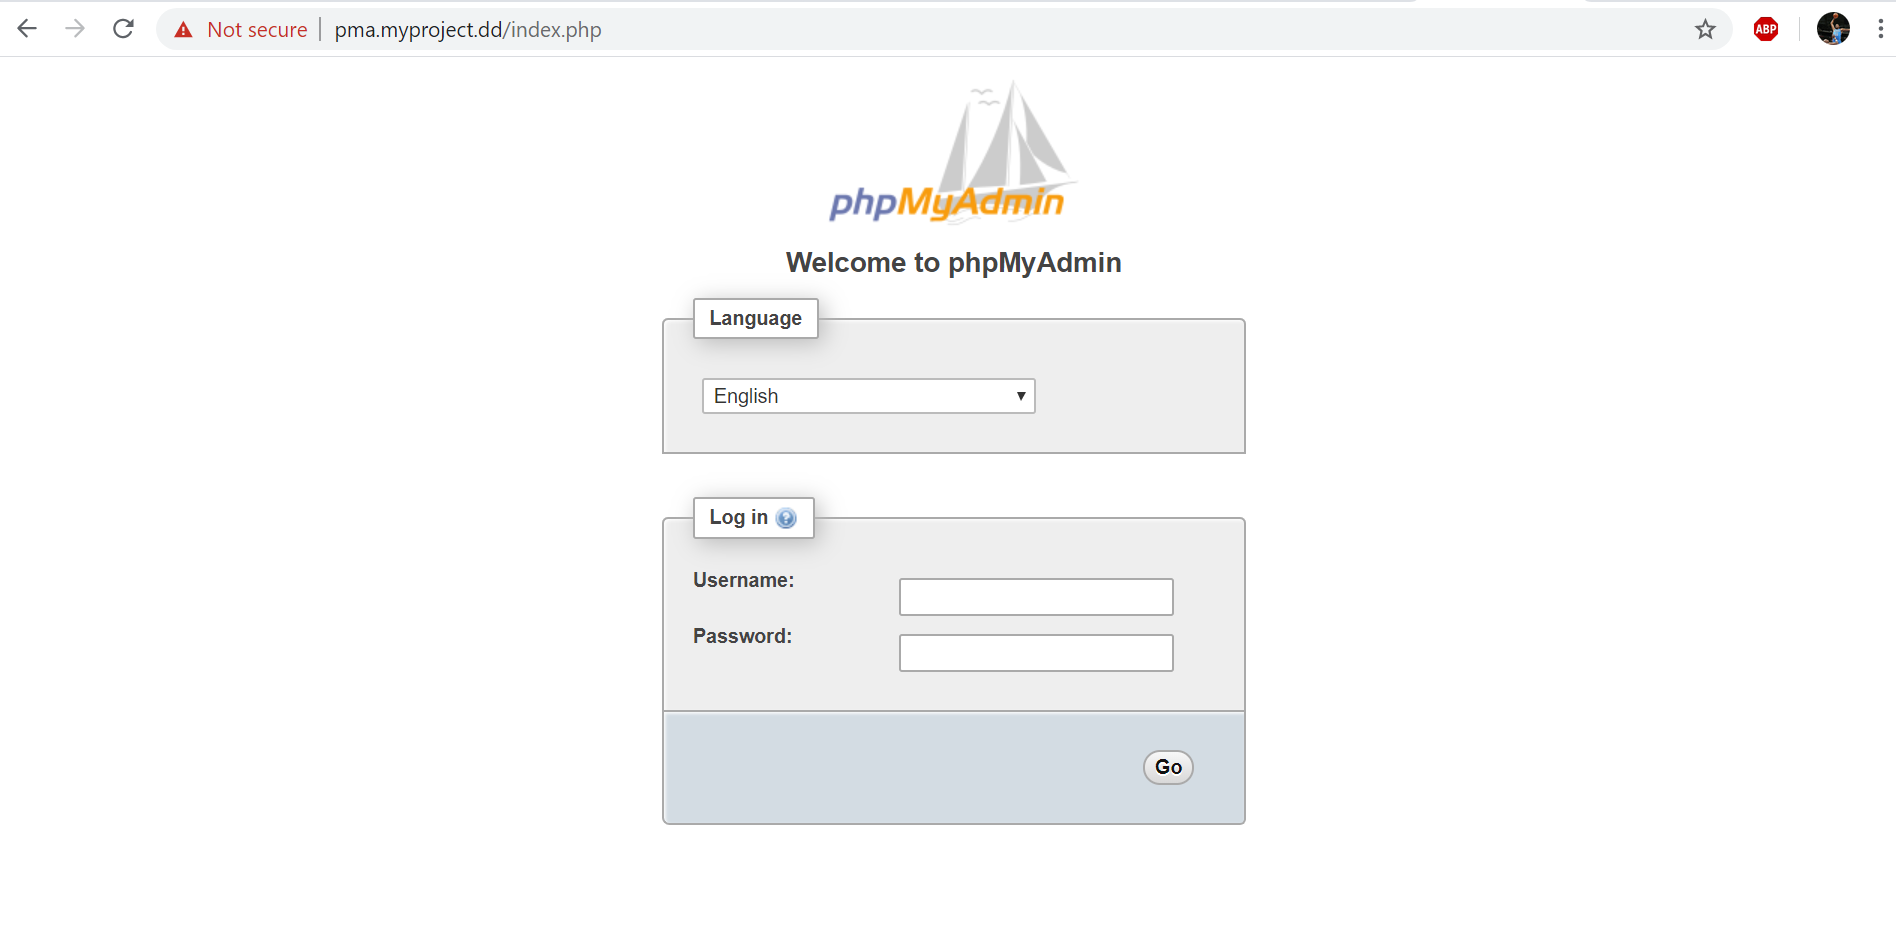 Not secure | pma.myproject.dd/index.php
ABP
phpMyAdmin
Welcome to phpMyAdmin
Language
English
Log in ?
Username:
Password:
Go